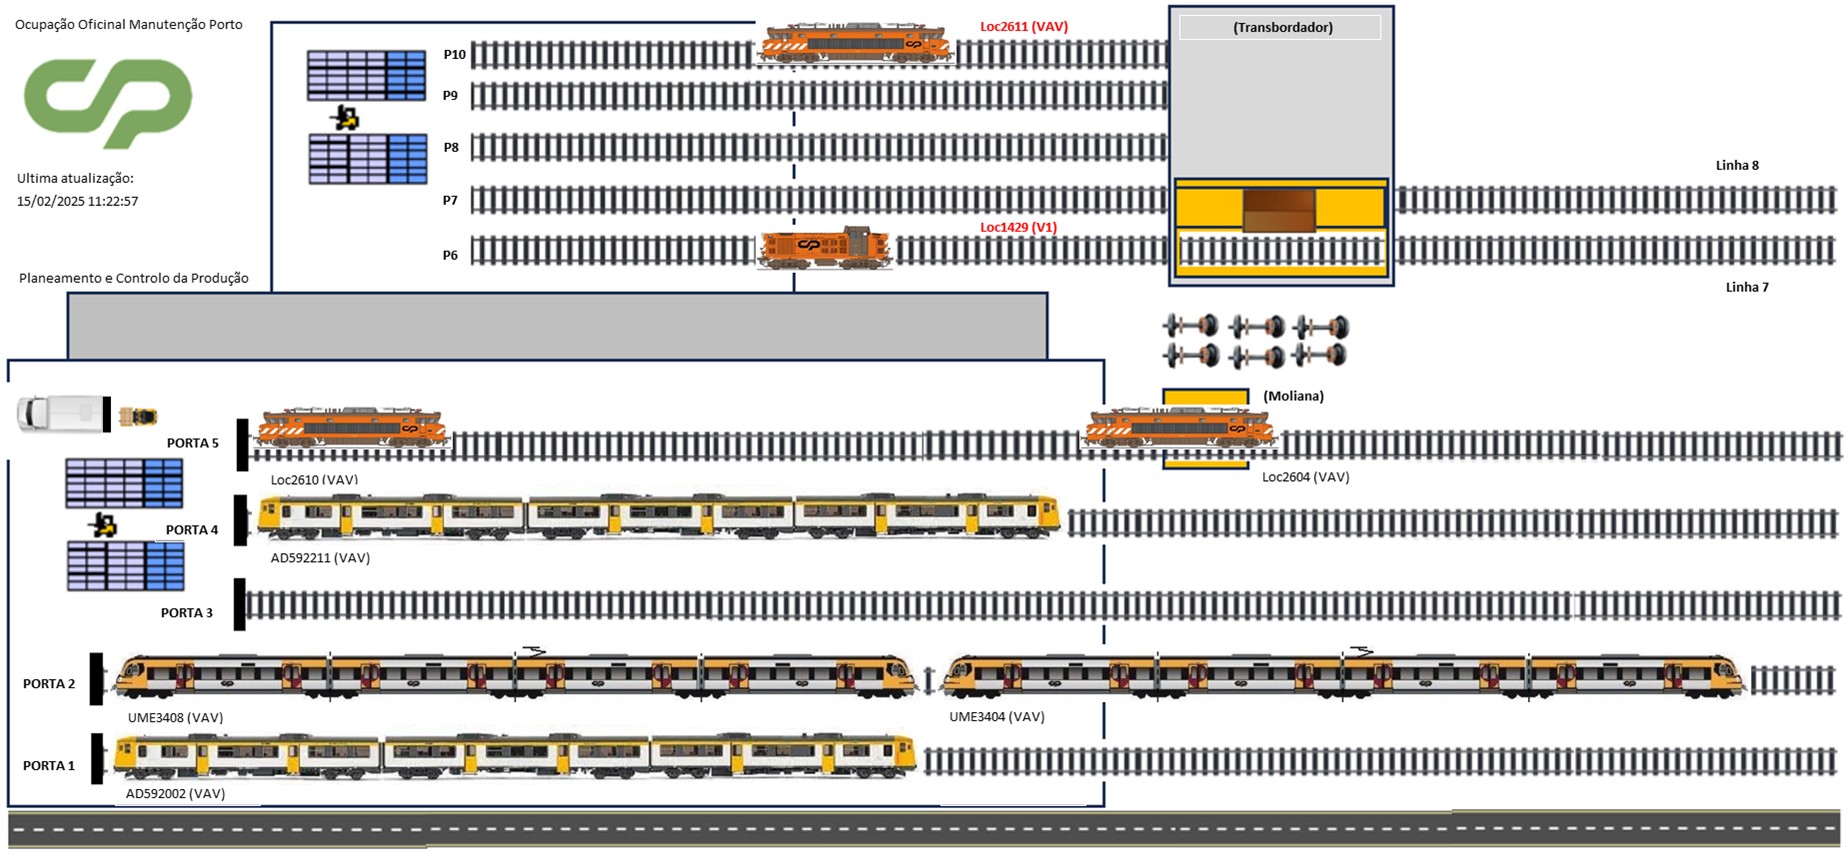 Ocupação Oficinal Manutenção Porto
Loc2611 (VAV)
(Transbordador)
P10
P9
P8
Linha 8
Ultima atualização:
15/02/2025 11:22:57
P7
Loc1429 (V1)
P6
Planeamento e Controlo da Produção
Linha 7
(Moliana)
PORTA 5
Loc2610 (VAV)
Loc2604 (VAV)
PORTA 4
AD592211 (VAV)
PORTA 3
PORTA 2
UME3408 (VAV)
UME3404 (VAV)
PORTA 1
AD592002 (VAV)